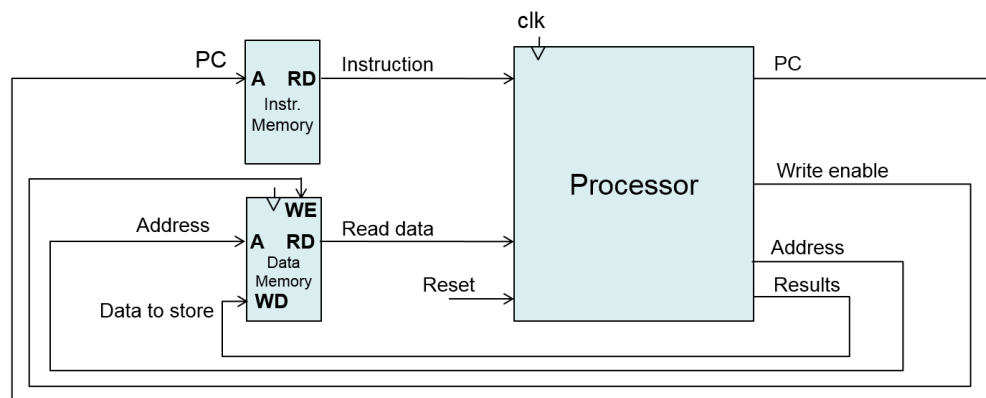 clk
PC
A RD
Instr.
Memory
Instruction
PC
Processor
Write enable
WE
Address
A RD
Data
Memory
WD
Read data
Address
Reset
Results
Data to store